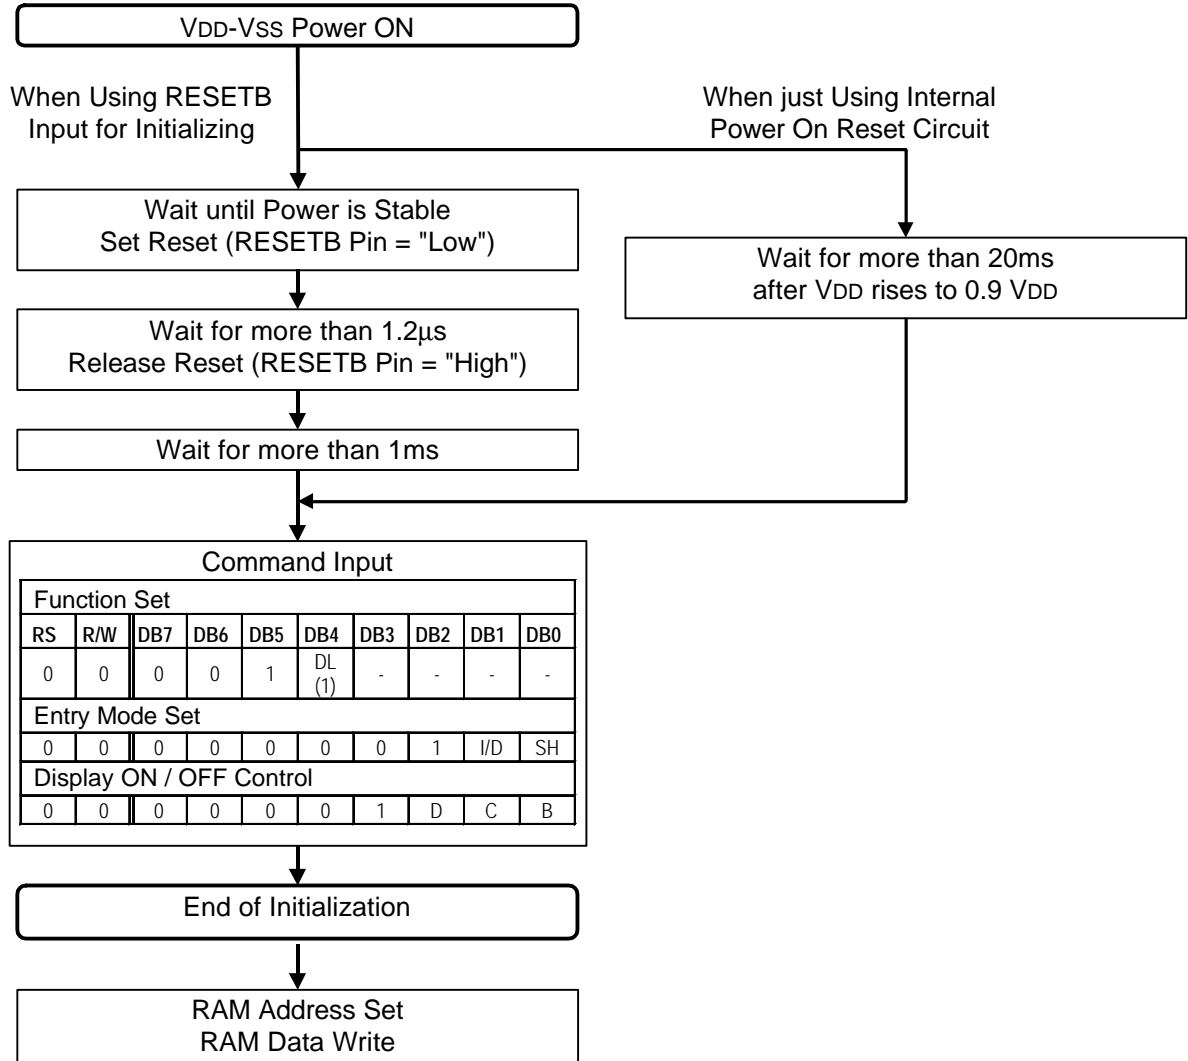 VDD-VSS Power ON
When Using RESETB
Input for Initializing
When just Using Internal
Power On Reset Circuit
Wait until Power is Stable
Set Reset (RESETB Pin = "Low")
Wait for more than 20ms
after VDD rises to 0.9 VDD
Wait for more than 1.2μs
Release Reset (RESETB Pin = "High")
Wait for more than 1ms
Command Input
Function Set
RS R/W DB7 DB6 DB5 DB4 DB3 DB2 DB1 DB0
0 0 0 0 1 DL (1) - - - -
Entry Mode Set
0 0 0 0 0 0 0 1 I/D SH
Display ON / OFF Control
0 0 0 0 0 0 1 D C B
End of Initialization
RAM Address Set
RAM Data Write